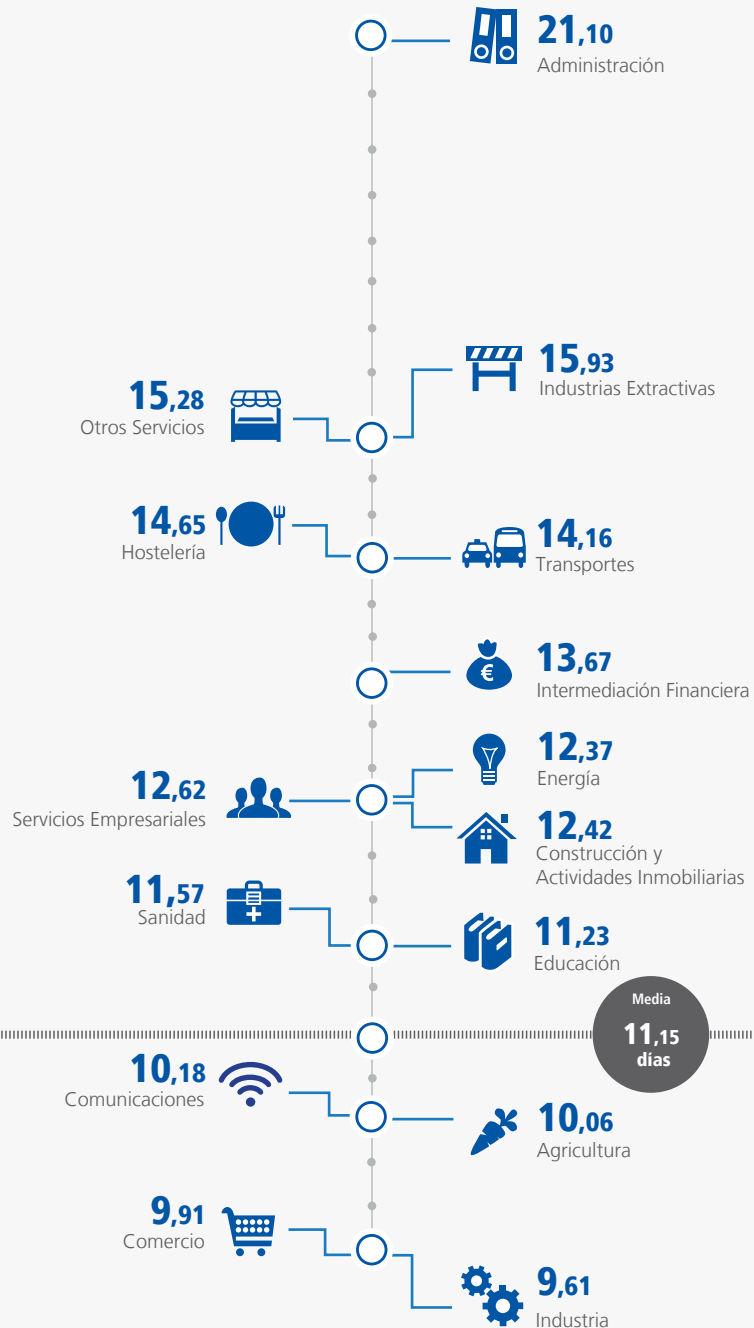 21,10
Administración
15,93
Industrias Extractivas
15,28
Otros Servicios
14,65
Hostelería
14,16
Transportes
13,67
€
Intermediación Financiera
12,37
Energía
12,62
Servicios Empresariales
12,42
Construcción y
Actividades Inmobiliarias
11,57
Sanidad
11,23
Educación
Media
11,15
días
10,18
Comunicaciones
10,06
Agricultura
9,91
Comercio
9,61
Industria